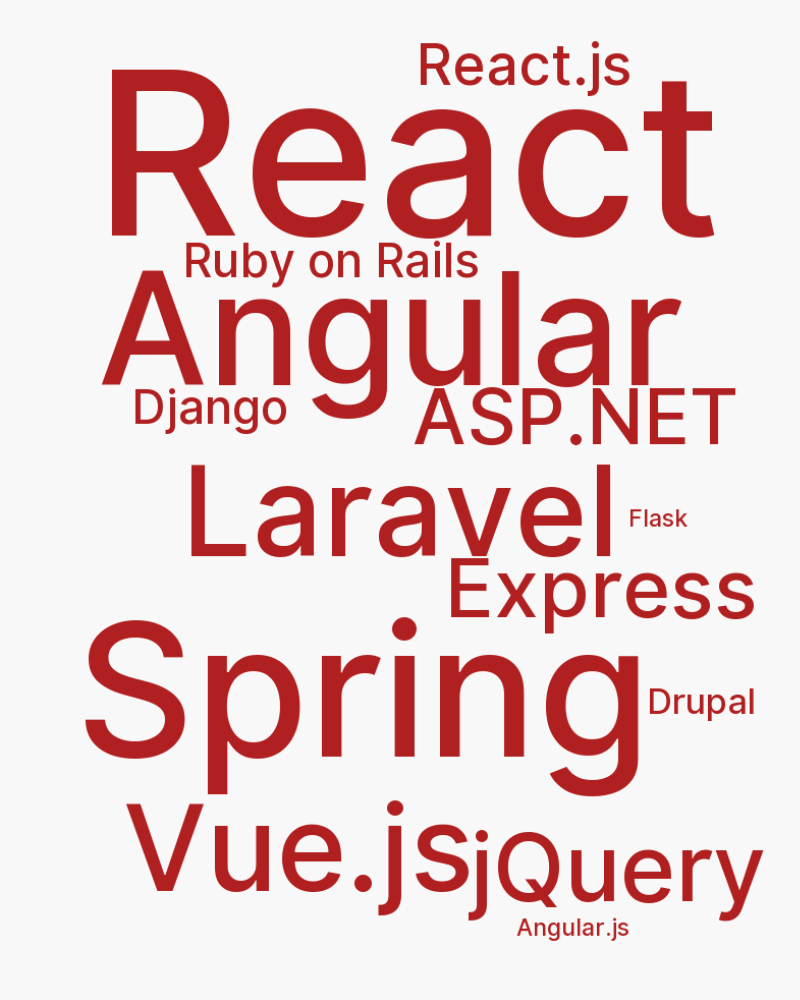 React.js
React
Ruby on Rails
Angular
Django
ASP.NET
Laravel
Flask
Express
Spring
Drupal
Vue.js
jQuery
Angular.js